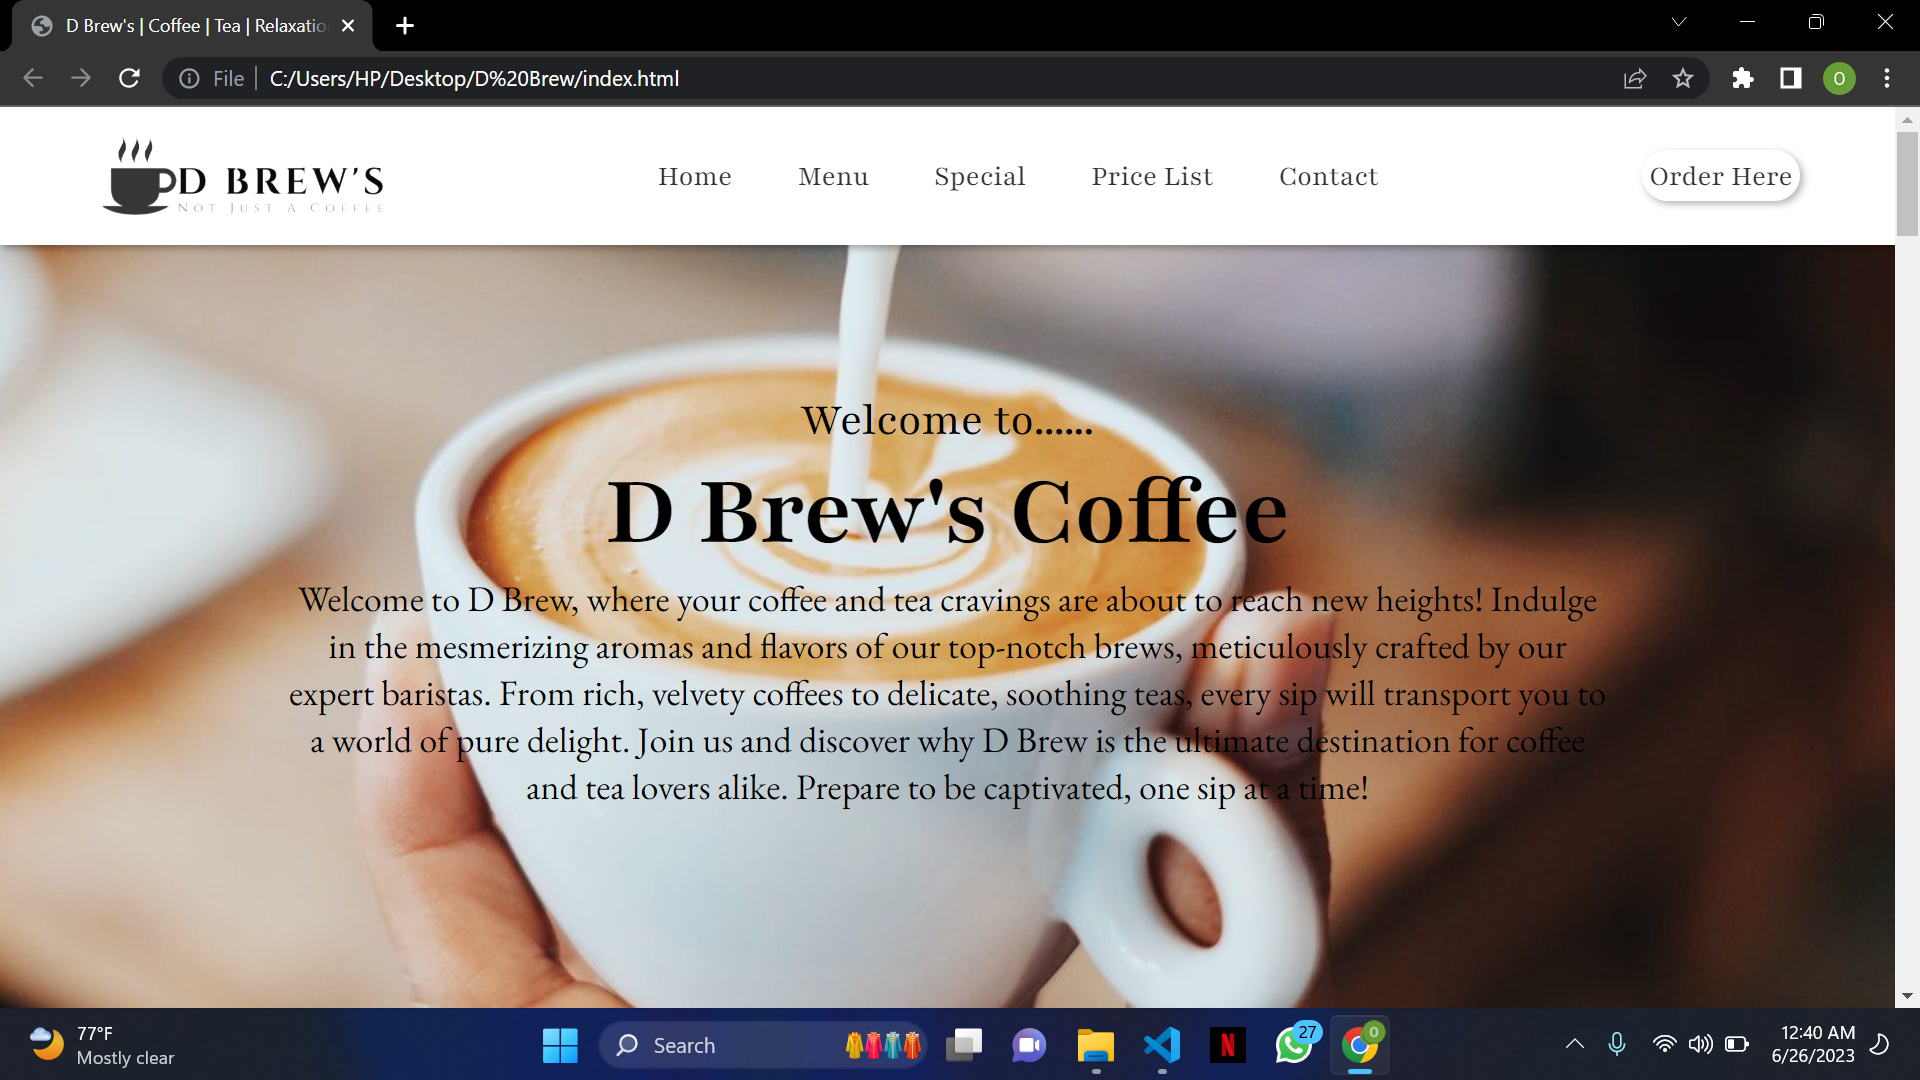 D Brew's | Coffee | Tea | Relaxatio
File
C:/Users/HP/Desktop/D%20Brew/index.html
O
D BREW'S
NOT JUST A COFFEE
Home
Menu
Special
Price List
Contact
Order Here
Welcome to......
D Brew's Coffee
Welcome to D Brew, where your coffee and tea cravings are about to reach new heights! Indulge
in the mesmerizing aromas and flavors of our top-notch brews, meticulously crafted by our
expert baristas. From rich, velvety coffees to delicate, soothing teas, every sip will transport you to
a world of pure delight. Join us and discover why D Brew is the ultimate destination for coffee
and tea lovers alike. Prepare to be captivated, one sip at a time!
77°F
Mostly clear
Search
N
27
O
12:40 AM
6/26/2023